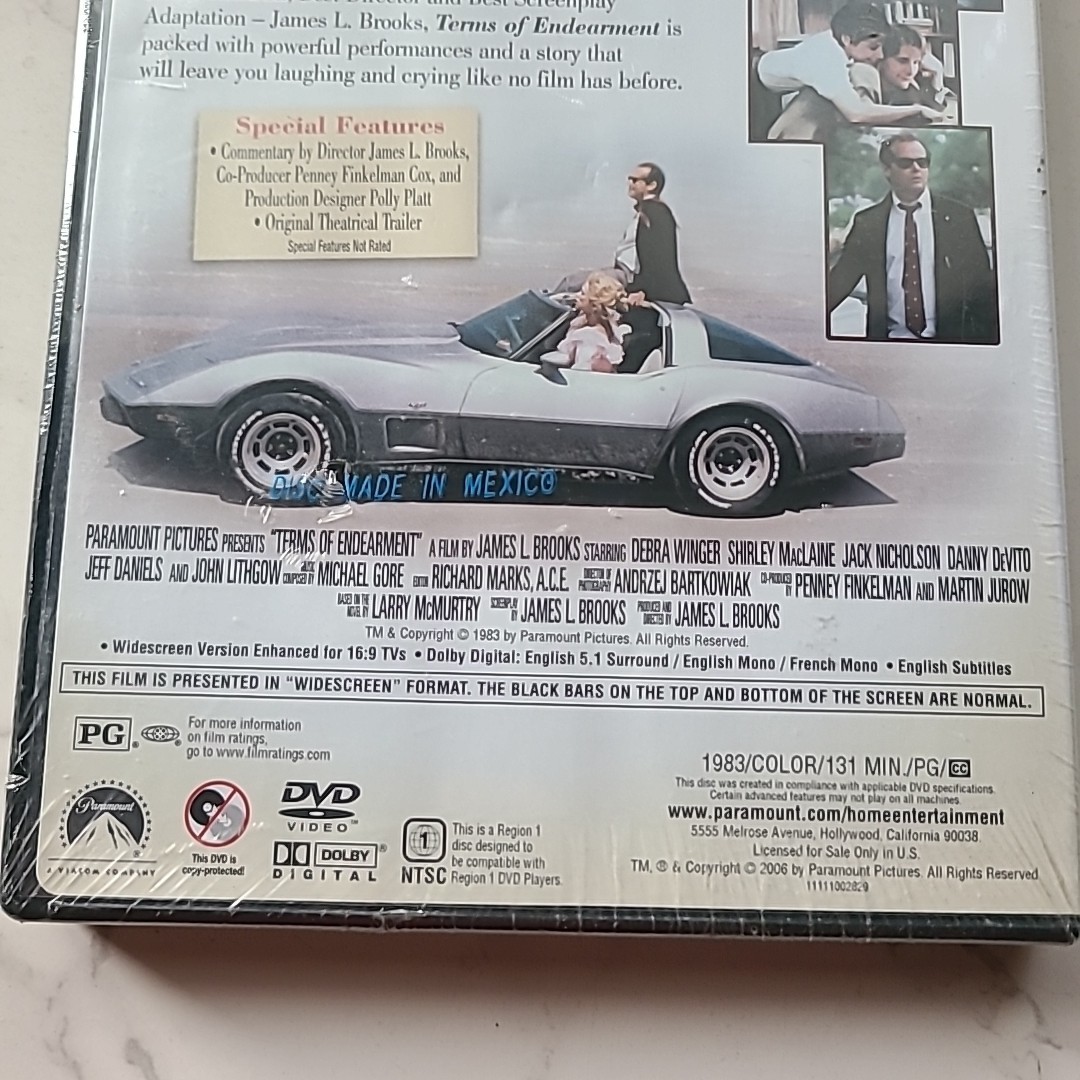 Best Director and Best Screenplay
Adaptation – James L. Brooks, Terms of Endearment is
packed with powerful performances and a story that
will leave you laughing and crying like no film has before.
Special Features
• Commentary by Director James L. Brooks,
Co-Producer Penney Finkelman Cox, and
Production Designer Polly Platt
• Original Theatrical Trailer
Special Features Not Rated
DISC MADE IN MEXICO
PARAMOUNT PICTURES PRESENTS "TERMS OF ENDEARMENT" A FILM BY JAMES L. BROOKS STARRING DEBRA WINGER SHIRLEY MACLAINE JACK NICHOLSON DANNY DEVITO
JEFF DANIELS AND JOHN LITHGOW MUSIC COMPOSED BY MICHAEL GORE EDITOR RICHARD MARKS, A.C.E. DIRECTOR OF PHOTOGRAPHY ANDRZEJ BARTKOWIAK CO-PRODUCED BY PENNEY FINKELMAN AND MARTIN JUROW
BASED ON THE NOVEL BY LARRY McMURTRY SCREENPLAY BY JAMES L. BROOKS PRODUCED AND DIRECTED BY JAMES L. BROOKS
TM & Copyright © 1983 by Paramount Pictures. All Rights Reserved.
• Widescreen Version Enhanced for 16:9 TVs • Dolby Digital: English 5.1 Surround / English Mono / French Mono • English Subtitles
THIS FILM IS PRESENTED IN "WIDESCREEN" FORMAT. THE BLACK BARS ON THE TOP AND BOTTOM OF THE SCREEN ARE NORMAL.
PG ®
For more information
on film ratings,
go to www.filmratings.com
1983/COLOR/131 MIN./PG/CC
This disc was created in compliance with applicable DVD specifications.
Certain advanced features may not play on all machines.
www.paramount.com/homeentertainment
5555 Melrose Avenue, Hollywood, California 90038
Licensed for Sale Only in U.S.
TM, ® & Copyright © 2006 by Paramount Pictures. All Rights Reserved
11111002829
Paramount ®
A VIACOM COMPANY
This DVD is
copy-protected!
DVD
VIDEO™
DOLBY ®
DIGITAL
1
NTSC
This is a Region 1
disc designed to
be compatible with
Region 1 DVD Players.